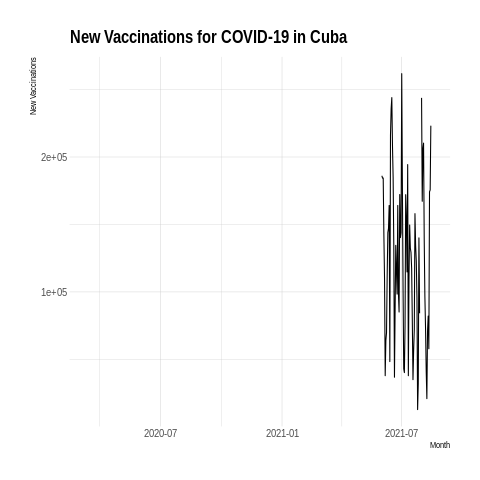 New Vaccinations for COVID-19 in Cuba
New Vaccinations
2e+05
1e+05
2020-07
2021-01
2021-07
Month